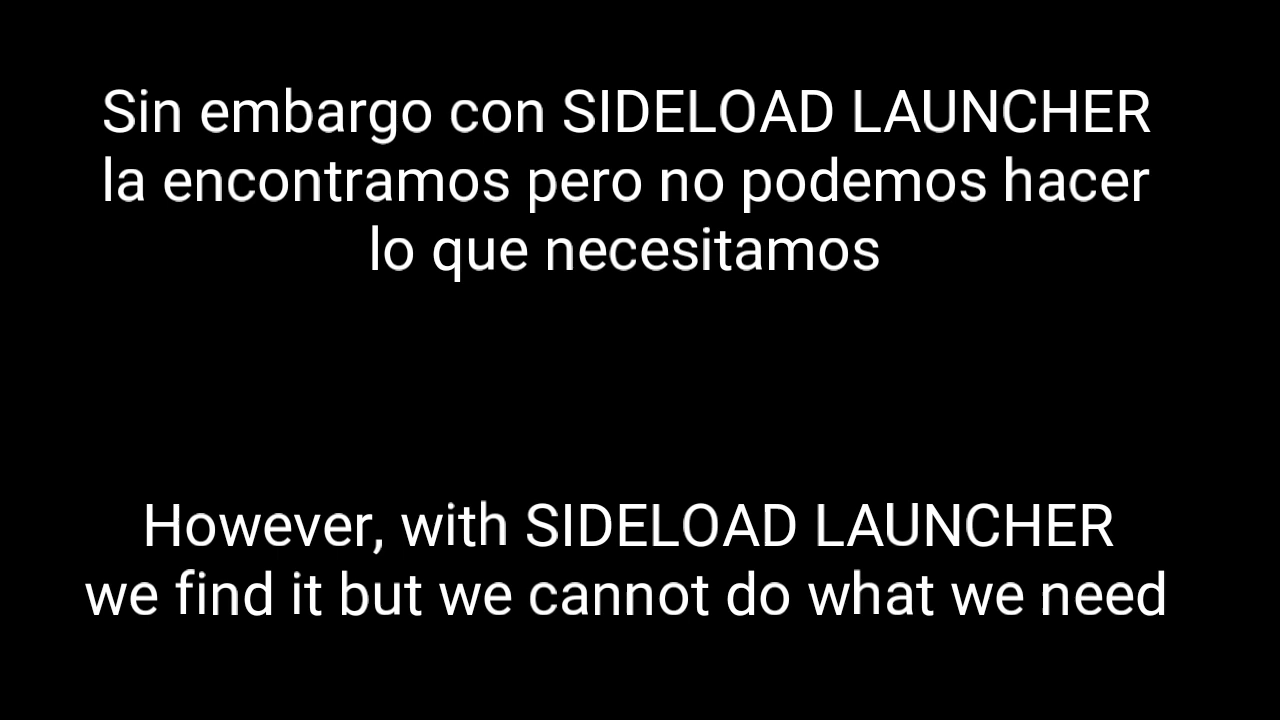 Sin embargo con SIDELOAD LAUNCHER
la encontramos pero no podemos hacer
lo que necesitamos
However, with SIDELOAD LAUNCHER
we find it but we cannot do what we need